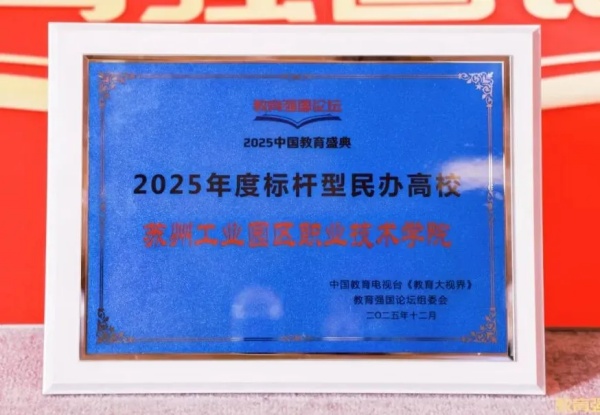 教育强国论坛
2025中国教育盛典
2025年度标杆型民办高校
苏州工业园区职业技术学院
中国教育电视台《教育大视界》
教育强国论坛组委会
二〇二五年十二月